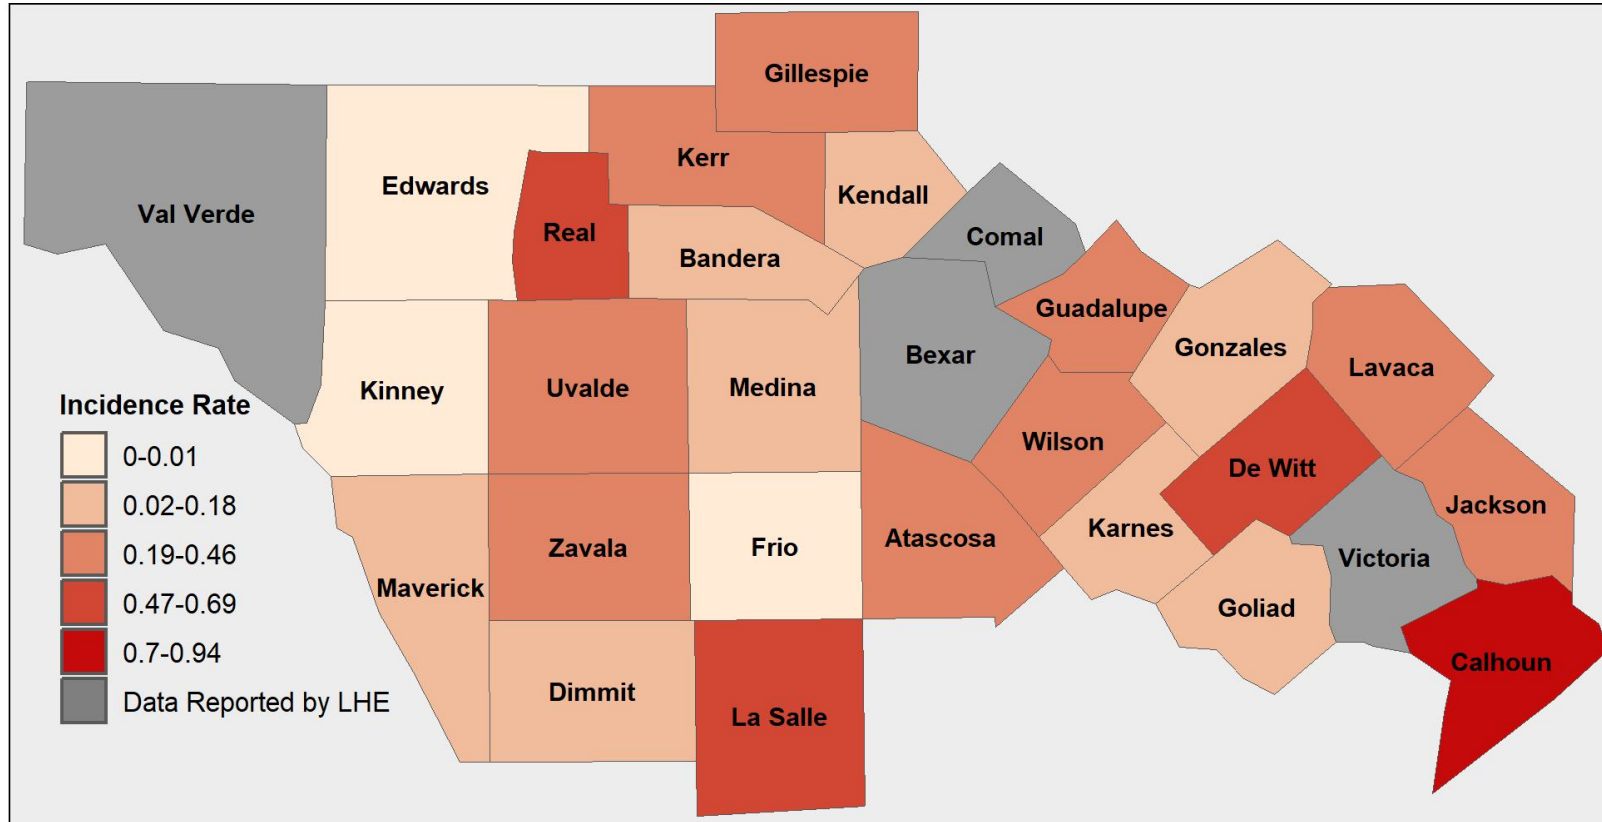 Gillespie
Kerr
Edwards
Kendall
Val Verde
Real
Comal
Bandera
Guadalupe
Gonzales
Bexar
Lavaca
Kinney
Uvalde
Medina
Incidence Rate
0-0.01
0.02-0.18
0.19-0.46
0.47-0.69
0.7-0.94
Data Reported by LHE
Wilson
De Witt
Jackson
Karnes
Atascosa
Zavala
Frio
Victoria
Maverick
Goliad
Calhoun
Dimmit
La Salle